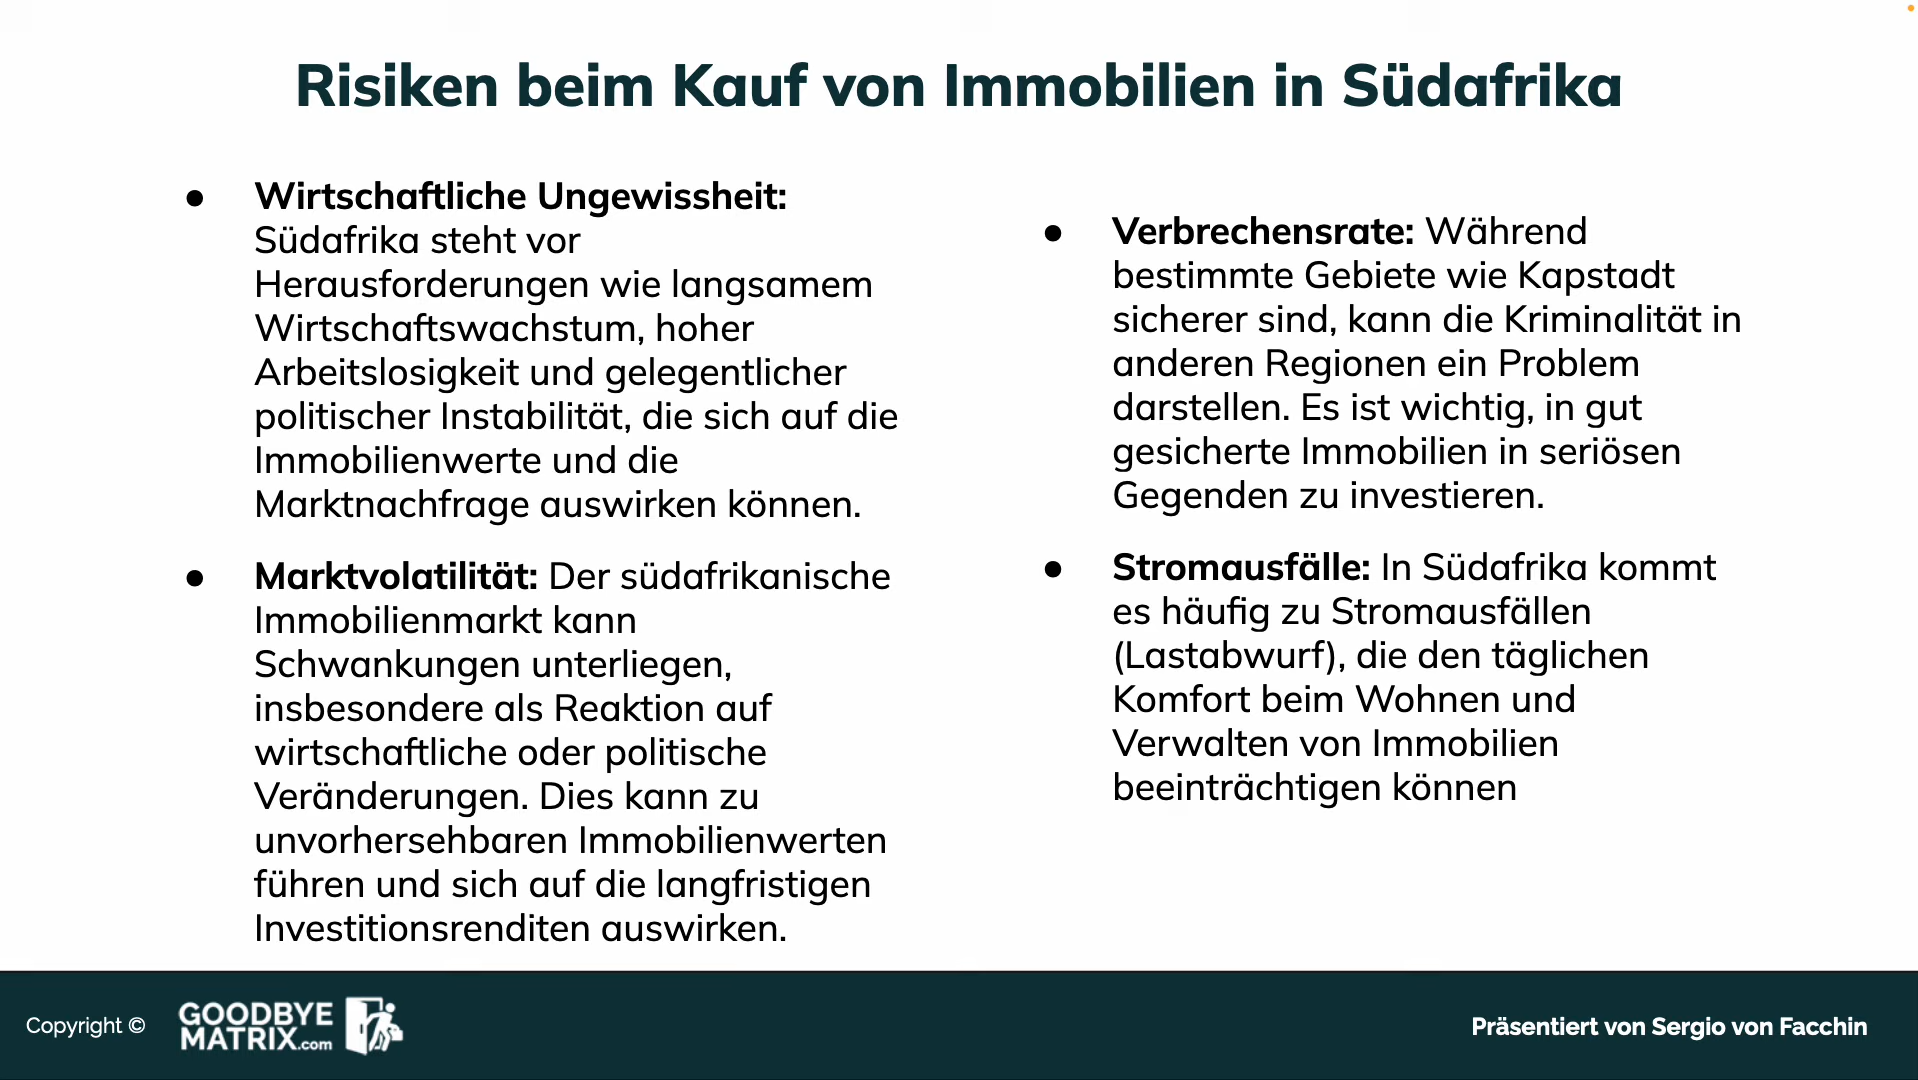 Risiken beim Kauf von Immobilien in Südafrika
● Wirtschaftliche Ungewissheit:
Südafrika steht vor
Herausforderungen wie langsamem
Wirtschaftswachstum, hoher
Arbeitslosigkeit und gelegentlicher
politischer Instabilität, die sich auf die
Immobilienwerte und die
Marktnachfrage auswirken können.
● Marktvolatilität: Der südafrikanische
Immobilienmarkt kann
Schwankungen unterliegen,
insbesondere als Reaktion auf
wirtschaftliche oder politische
Veränderungen. Dies kann zu
unvorhersehbaren Immobilienwerten
führen und sich auf die langfristigen
Investitionsrenditen auswirken.
● Verbrechensrate: Während
bestimmte Gebiete wie Kapstadt
sicherer sind, kann die Kriminalität in
anderen Regionen ein Problem
darstellen. Es ist wichtig, in gut
gesicherte Immobilien in seriösen
Gegenden zu investieren.
● Stromausfälle: In Südafrika kommt
es häufig zu Stromausfällen
(Lastabwurf), die den täglichen
Komfort beim Wohnen und
Verwalten von Immobilien
beeinträchtigen können
Copyright ©
GOODBYE
MATRIX.com
Präsentiert von Sergio von Facchin